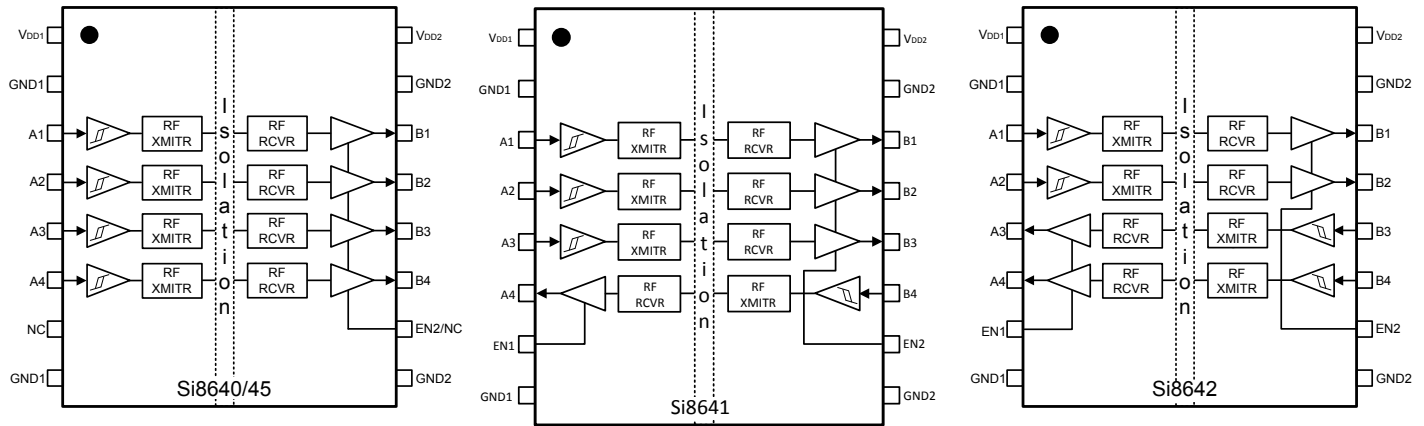 VDD1
GND1
A1
A2
A3
A4
NC
GND1
RF XMITR
RF XMITR
RF XMITR
RF XMITR
Isolation
RF RCVR
RF RCVR
RF RCVR
RF RCVR
VDD2
GND2
B1
B2
B3
B4
EN2/NC
GND2
Si8640/45
VDD1
GND1
A1
A2
A3
A4
EN1
GND1
RF XMITR
RF XMITR
RF XMITR
RF RCVR
Isolation
RF RCVR
RF RCVR
RF RCVR
RF XMITR
VDD2
GND2
B1
B2
B3
B4
EN2
GND2
Si8641
VDD1
GND1
A1
A2
A3
A4
EN1
GND1
RF XMITR
RF XMITR
RF RCVR
RF RCVR
Isolation
RF RCVR
RF RCVR
RF XMITR
RF XMITR
VDD2
GND2
B1
B2
B3
B4
EN2
GND2
Si8642